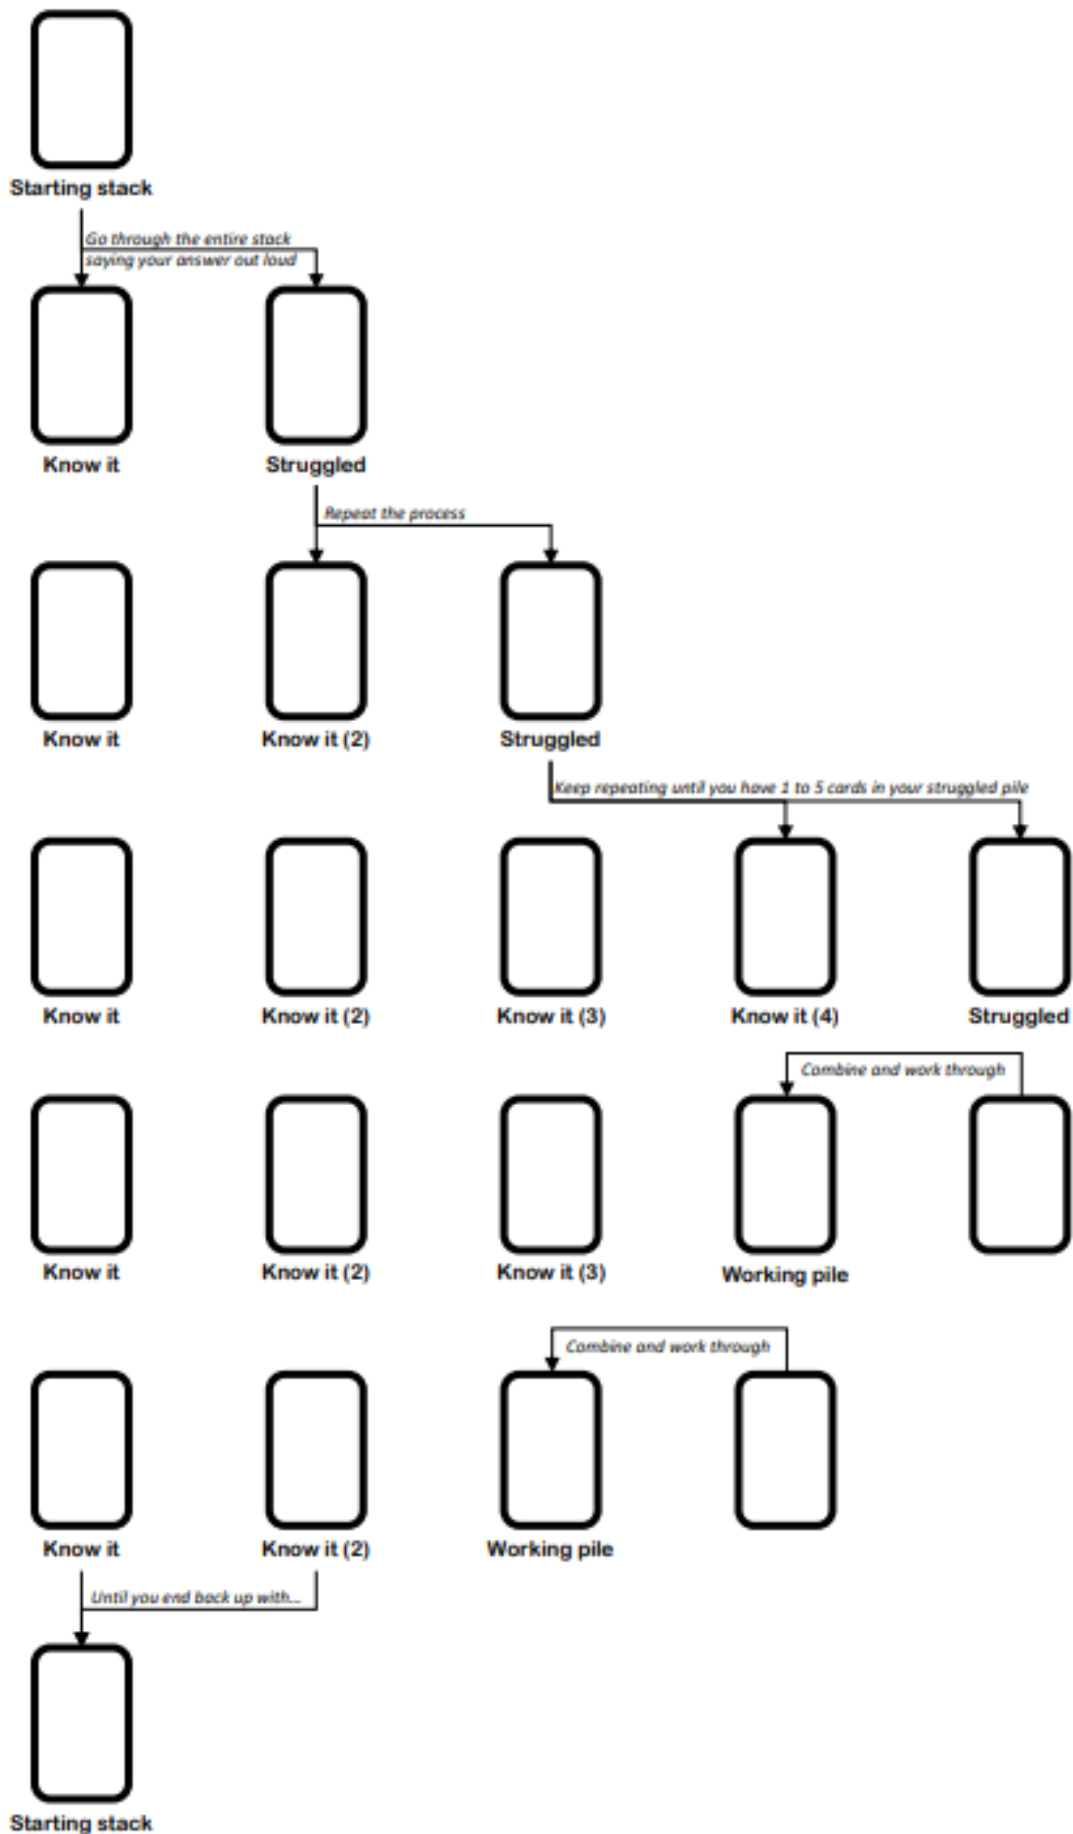 Starting stack
Go through the entire stack
saying your answer out loud
Know it
Struggled
Repeat the process
Know it
Know it (2)
Struggled
Keep repeating until you have 1 to 5 cards in your struggled pile
Know it
Know it (2)
Know it (3)
Know it (4)
Struggled
Combine and work through
Know it
Know it (2)
Know it (3)
Working pile
Combine and work through
Know it
Know it (2)
Working pile
Until you end back up with...
Starting stack